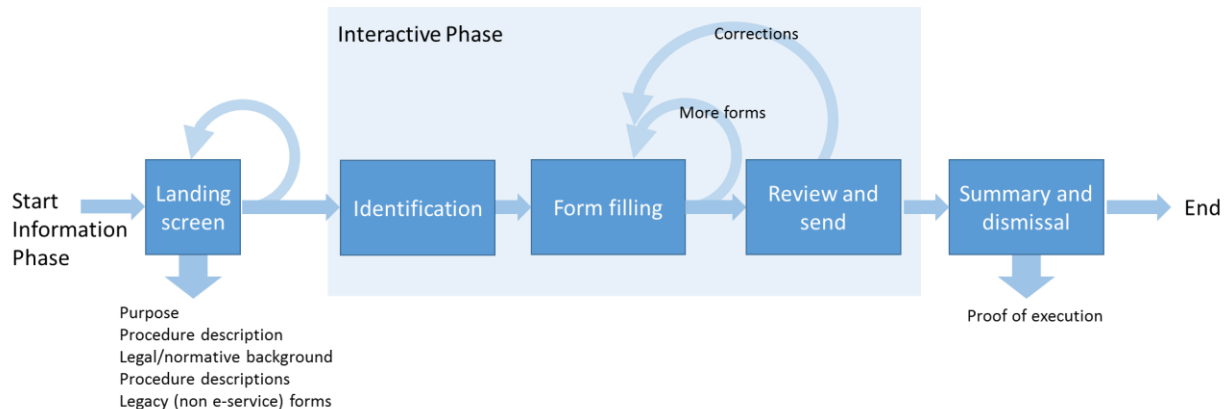 Interactive Phase
Corrections
More forms
Start
Information
Phase
Landing
screen
Identification
Form filling
Review and
send
Summary and
dismissal
End
Purpose
Procedure description
Legal/normative background
Procedure descriptions
Legacy (non e-service) forms
Proof of execution